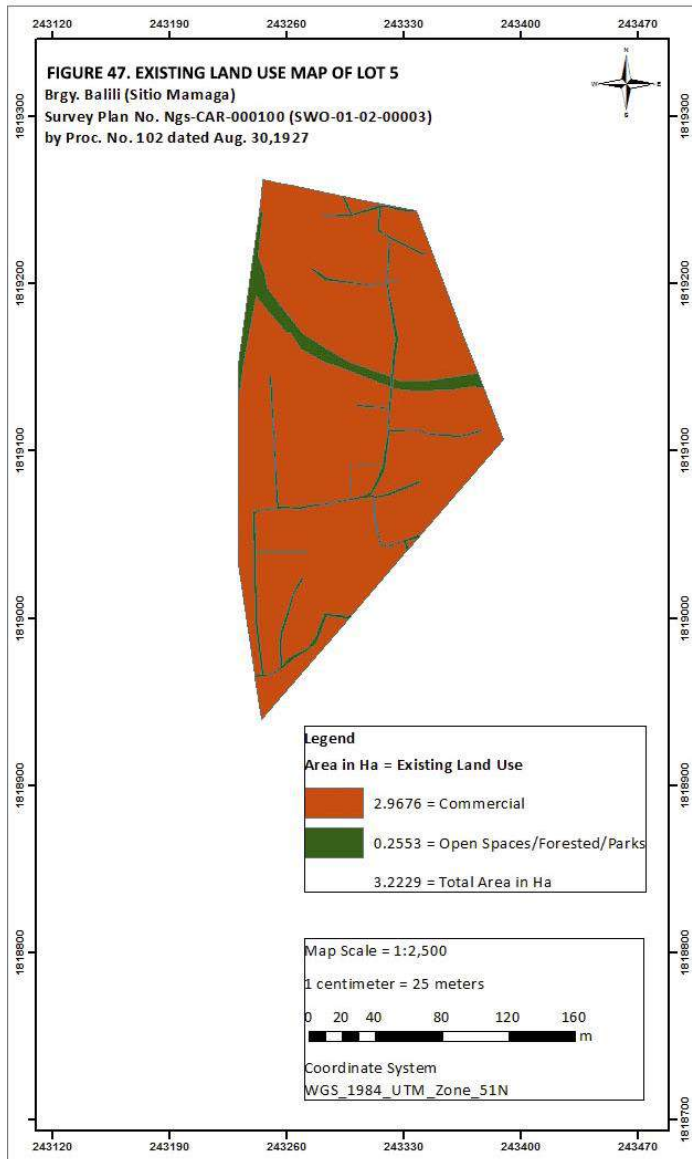 243120 243190 243260 243330 243400 243470
FIGURE 47. EXISTING LAND USE MAP OF LOT 5
Brgy. Balili (Sitio Mamaga)
Survey Plan No. Ngs-CAR-000100 (SWO-01-02-00003)
by Proc. No. 102 dated Aug. 30,1927
N
W E
S
1819300 1819300
1819200 1819200
1819100 1819100
1819000 1819000
1818900 1818900
1818800 1818800
1818700 1818700
Legend
Area in Ha = Existing Land Use
2.9676 = Commercial
0.2553 = Open Spaces/Forested/Parks
3.2229 = Total Area in Ha
Map Scale = 1:2,500
1 centimeter = 25 meters
0 20 40 80 120 160
m
Coordinate System
WGS_1984_UTM_Zone_51N
243120 243190 243260 243330 243400 243470